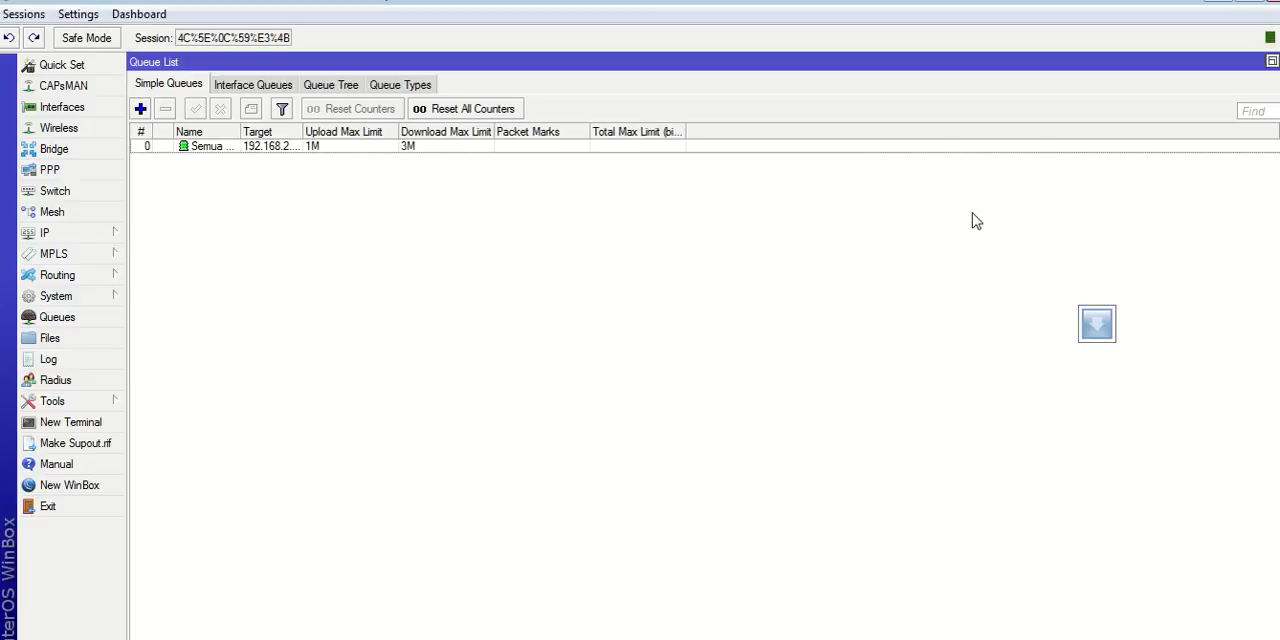 Sessions Settings Dashboard
Safe Mode Session: 4C%5E%0C%59%E3%4B
Queue List
Simple Queues Interface Queues Queue Tree Queue Types
00 Reset Counters 00 Reset All Counters Find
# Name Target Upload Max Limit Download Max Limit Packet Marks Total Max Limit (bi...
0 Semua ... 192.168.2.... 1M 3M
Quick Set
CAPsMAN
Interfaces
Wireless
Bridge
PPP
Switch
Mesh
IP
MPLS
Routing
System
Queues
Files
Log
Radius
Tools
New Terminal
Make Supout.rif
Manual
New WinBox
Exit
terOS WinBox